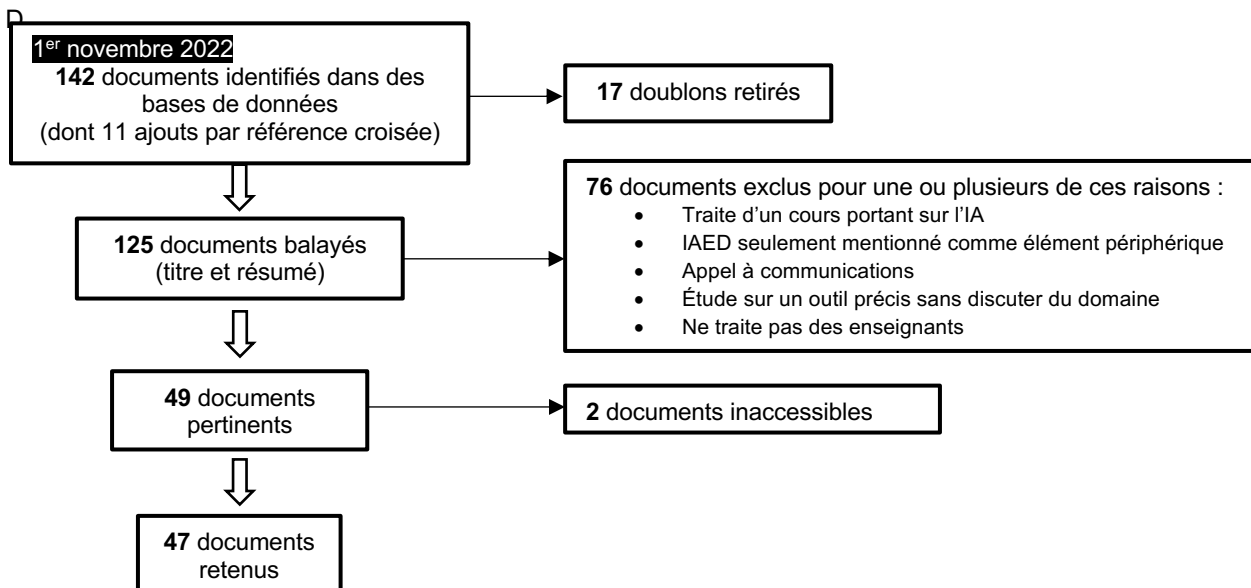 D
1er novembre 2022
142 documents identifiés dans des
bases de données
(dont 11 ajouts par référence croisée)
17 doublons retirés
125 documents balayés
(titre et résumé)
76 documents exclus pour une ou plusieurs de ces raisons :
• Traite d’un cours portant sur l’IA
• IAED seulement mentionné comme élément périphérique
• Appel à communications
• Étude sur un outil précis sans discuter du domaine
• Ne traite pas des enseignants
49 documents
pertinents
2 documents inaccessibles
47 documents
retenus